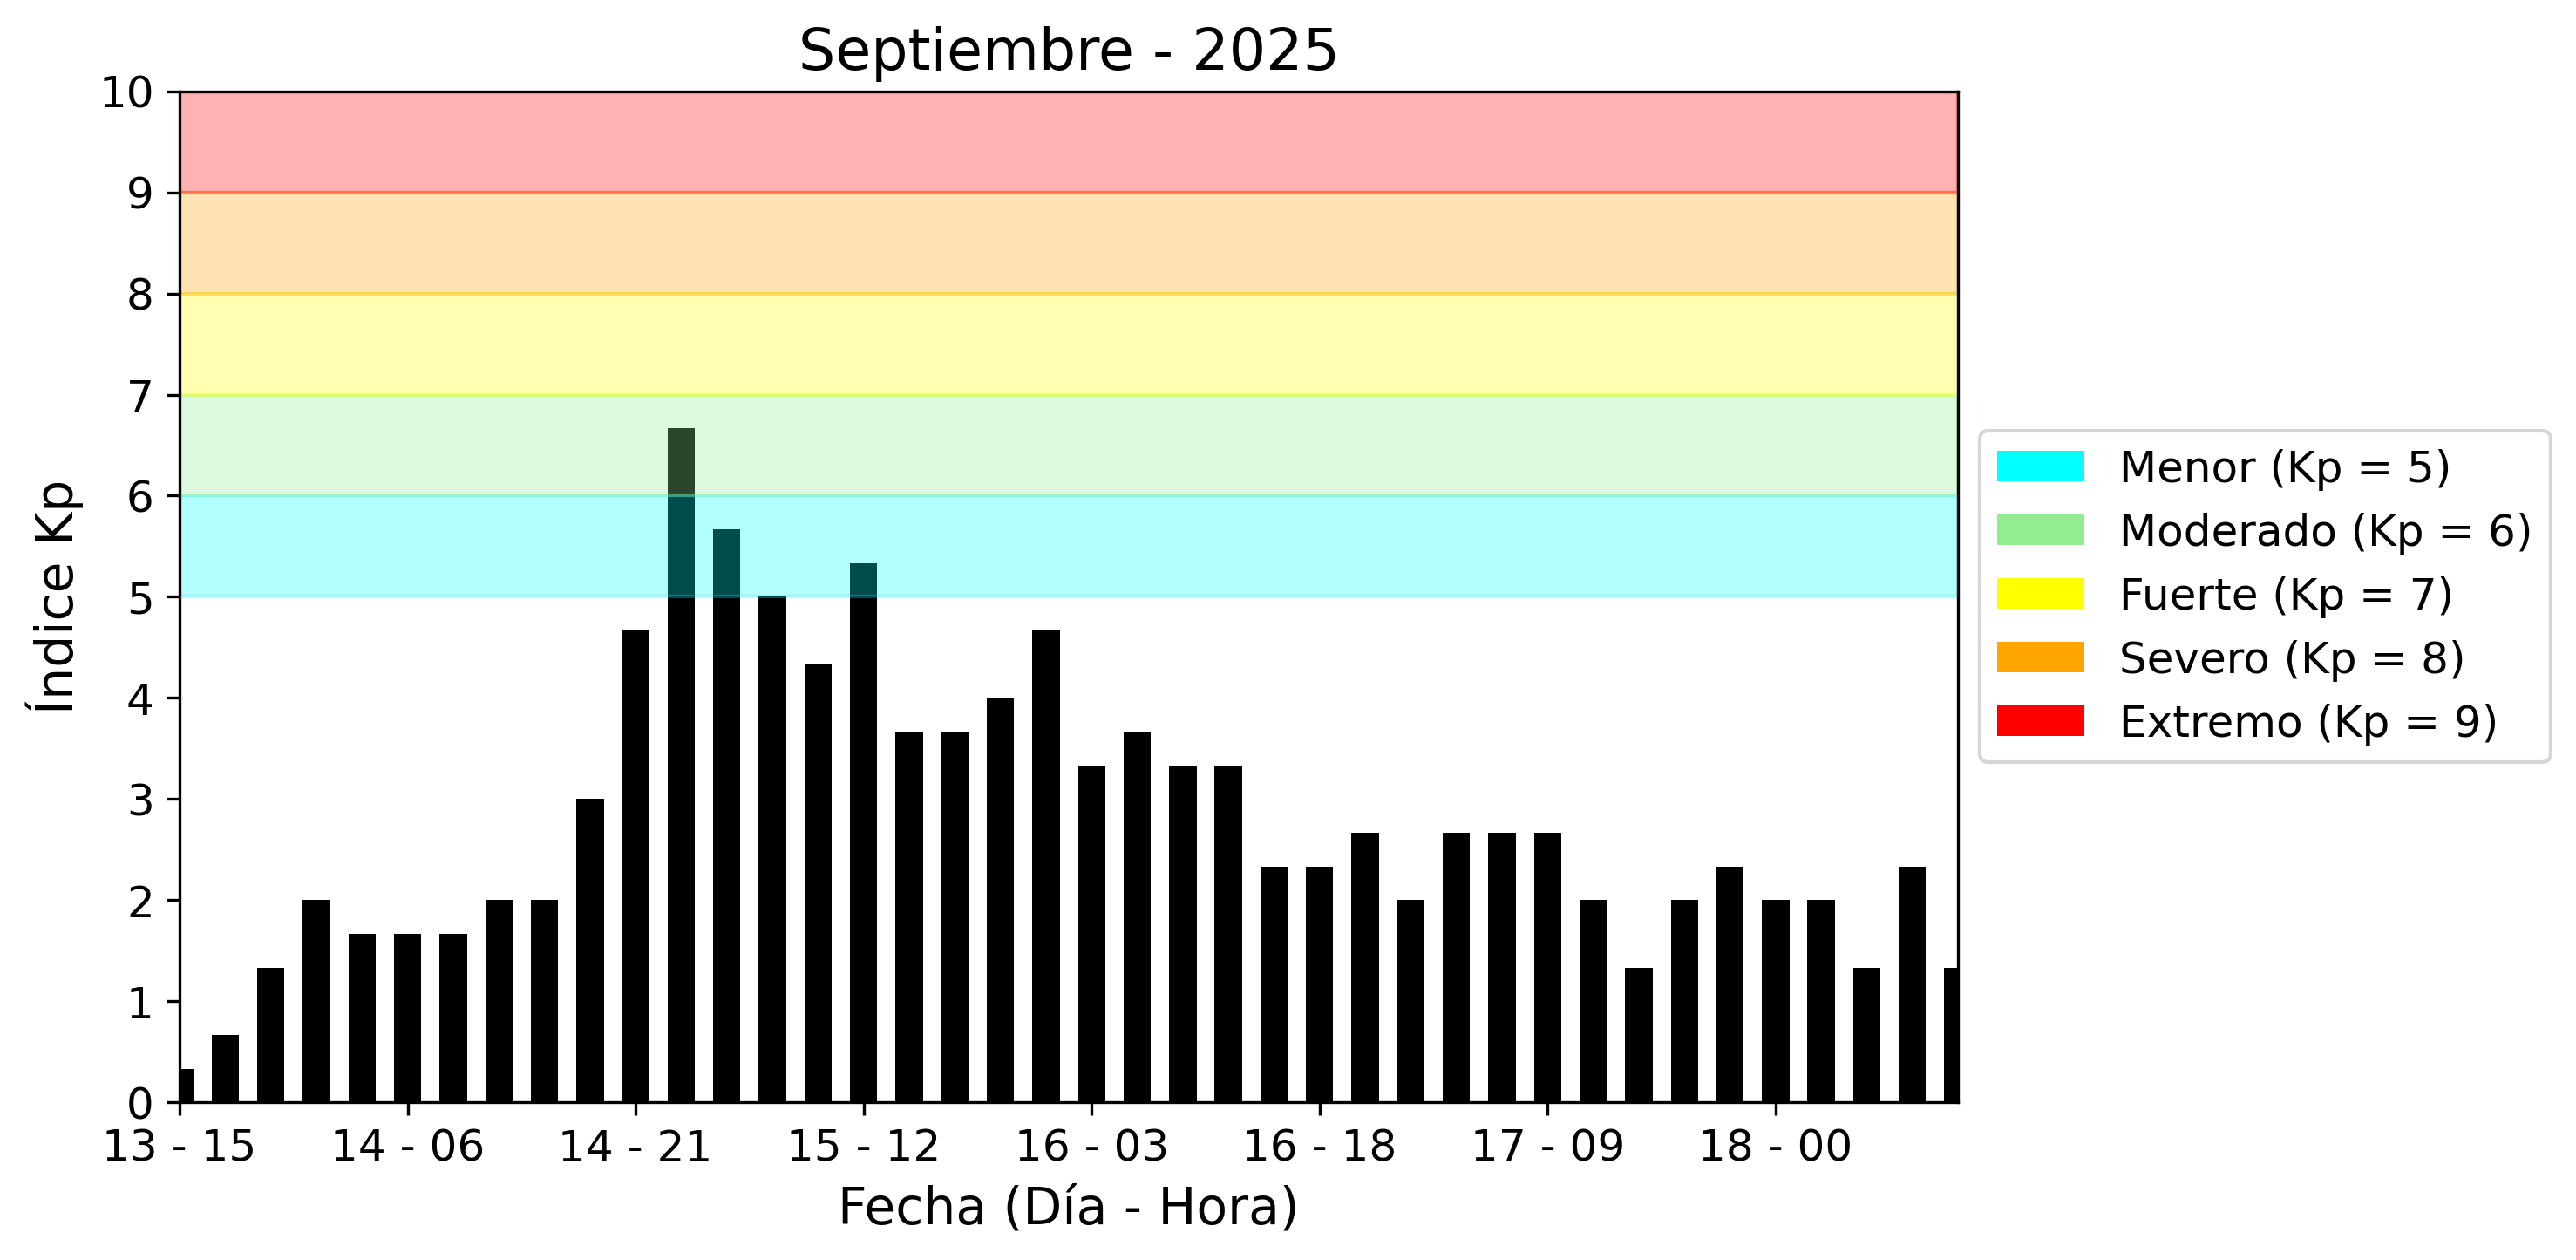 Septiembre - 2025
10
9
8
7
6
5
4
3
2
1
0
Índice Kp
13 - 15
14 - 06
14 - 21
15 - 12
16 - 03
16 - 18
17 - 09
18 - 00
Fecha (Día - Hora)
Menor (Kp = 5)
Moderado (Kp = 6)
Fuerte (Kp = 7)
Severo (Kp = 8)
Extremo (Kp = 9)